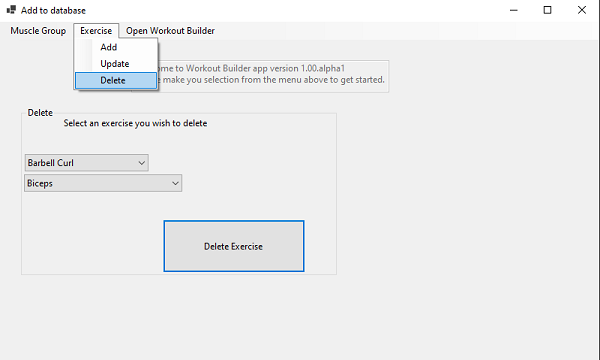 Add to database
Muscle Group Exercise Open Workout Builder
Add
Update
Delete
ome to Workout Builder app version 1.00.alpha1
make you selection from the menu above to get started.
Delete
Select an exercise you wish to delete
Barbell Curl
Biceps
Delete Exercise